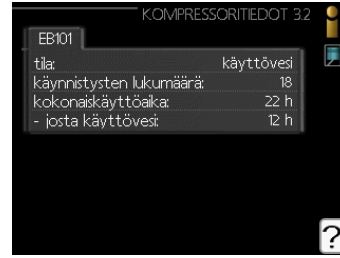 KOMPRESSORITIEDOT 3.2
EB101
tila: käyttövesi
käynnistysten lukumäärä: 18
kokonaiskäyttöaika: 22 h
- josta käyttövesi: 12 h
?